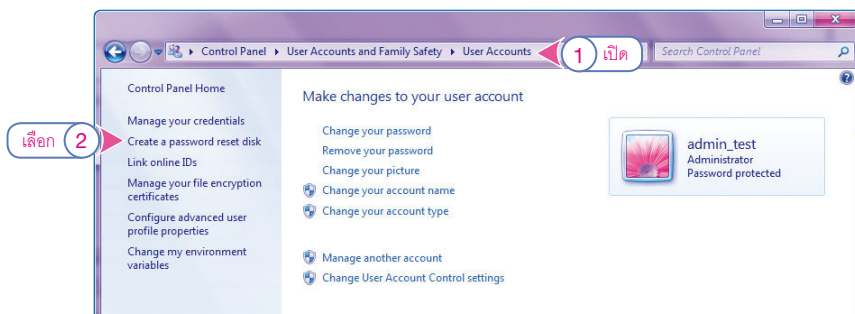 Control Panel User Accounts and Family Safety User Accounts
1 เปิด
Search Control Panel
Control Panel Home
Manage your credentials
เลือก 2
Create a password reset disk
Link online IDs
Manage your file encryption
certificates
Configure advanced user
profile properties
Change my environment
variables
Make changes to your user account
Change your password
Remove your password
Change your picture
Change your account name
Change your account type
Manage another account
Change User Account Control settings
admin_test
Administrator
Password protected